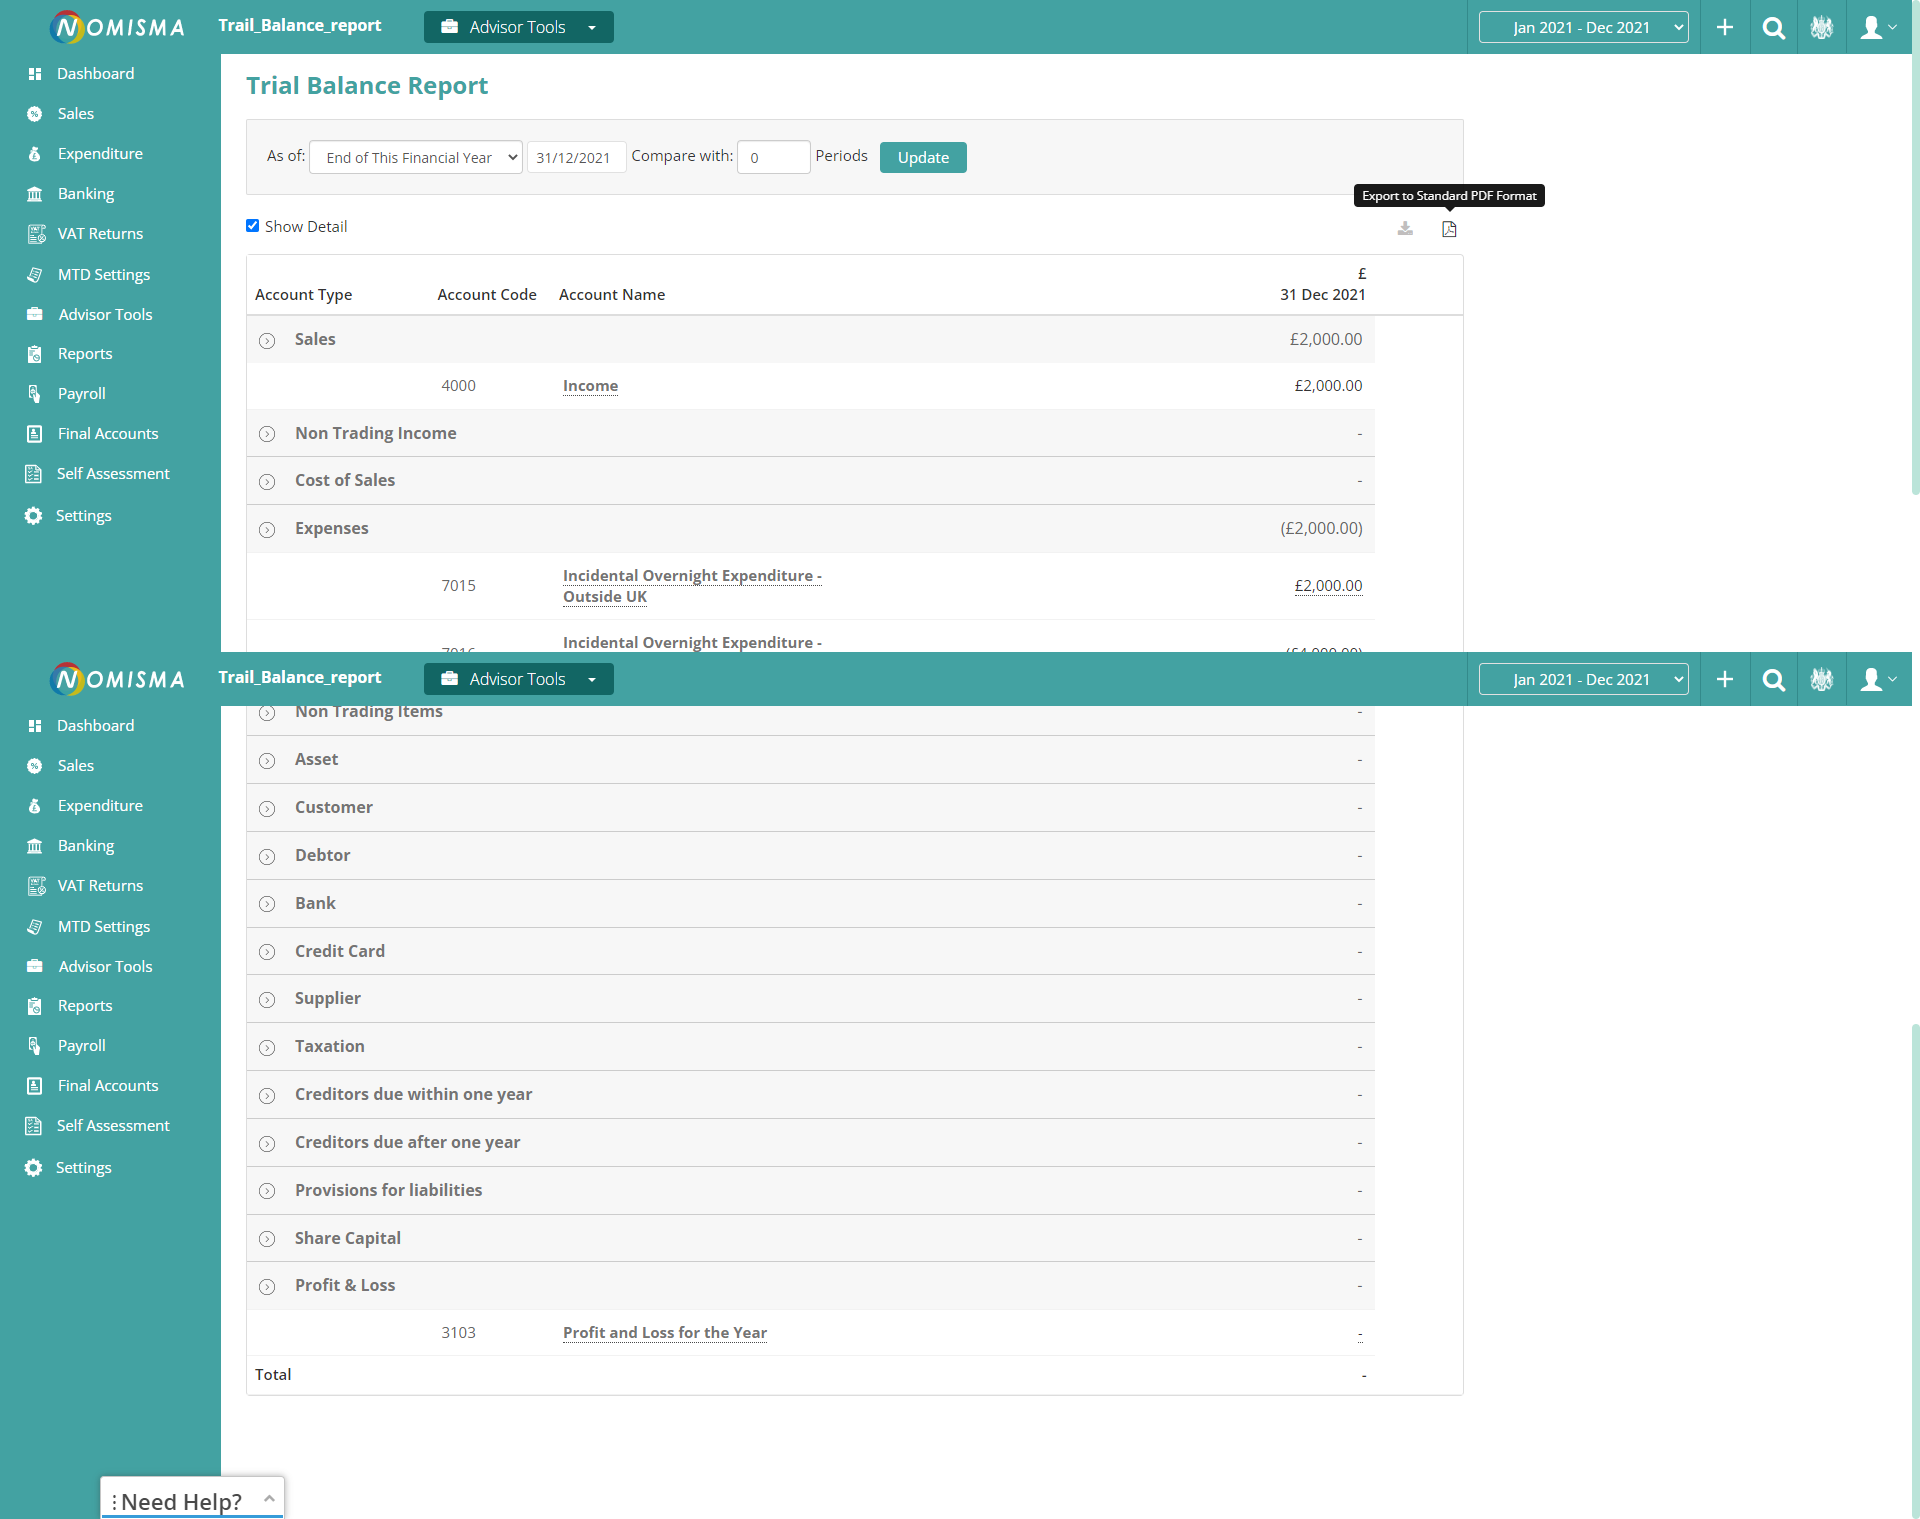 NOMISMA Trail_Balance_report Advisor Tools Jan 2021 - Dec 2021
Dashboard
Sales
Expenditure
Banking
VAT Returns
MTD Settings
Advisor Tools
Reports
Payroll
Final Accounts
Self Assessment
Settings
Trial Balance Report
As of: End of This Financial Year 31/12/2021 Compare with: 0 Periods Update
Export to Standard PDF Format
Show Detail
£
Account Type Account Code Account Name 31 Dec 2021
Sales £2,000.00
4000 Income £2,000.00
Non Trading Income -
Cost of Sales -
Expenses (£2,000.00)
Incidental Overnight Expenditure -
7015 £2,000.00
Outside UK
Incidental Overnight Expenditure -
7016 (£4,000.00)
NOMISMA Trail_Balance_report Advisor Tools Jan 2021 - Dec 2021
Dashboard
Sales
Expenditure
Banking
VAT Returns
MTD Settings
Advisor Tools
Reports
Payroll
Final Accounts
Self Assessment
Settings
Non Trading Items -
Asset -
Customer -
Debtor -
Bank -
Credit Card -
Supplier -
Taxation -
Creditors due within one year -
Creditors due after one year -
Provisions for liabilities -
Share Capital -
Profit & Loss -
3103 Profit and Loss for the Year -
Total -
Need Help?